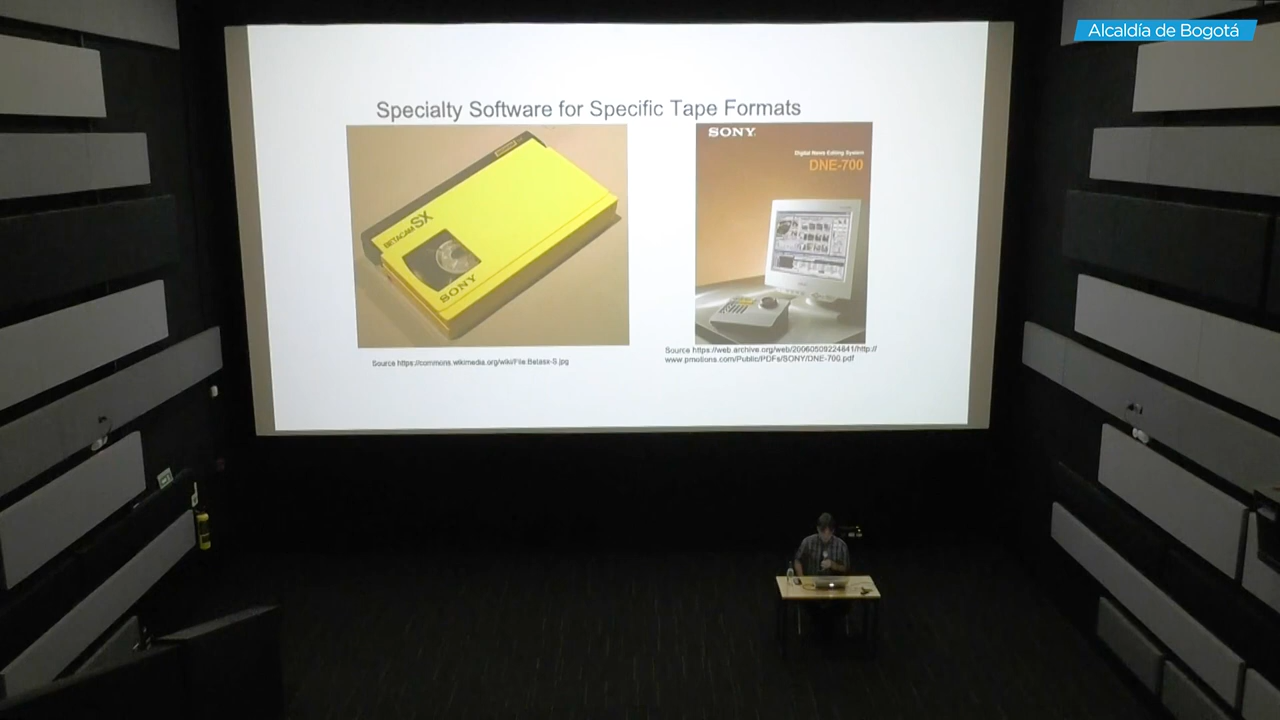 Alcaldía de Bogotá
Specialty Software for Specific Tape Formats
BETACAM SX
SONY
SONY
Digital News Editing System
DNE-700
Source https://commons.wikimedia.org/wiki/File:Betasx-S.jpg
Source https://web.archive.org/web/20060509224841/http://
www.pmotions.com/Public/PDFs/SONY/DNE-700.pdf